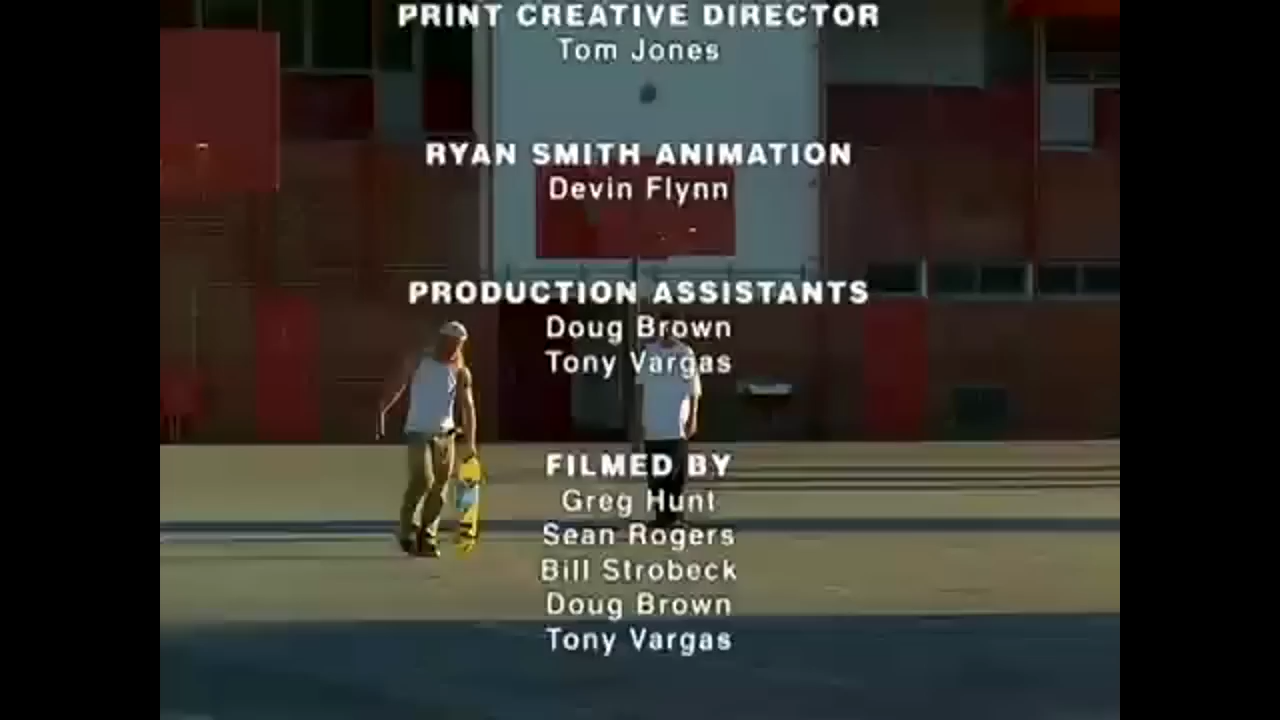 PRINT CREATIVE DIRECTOR
Tom Jones
RYAN SMITH ANIMATION
Devin Flynn
PRODUCTION ASSISTANTS
Doug Brown
Tony Vargas
FILMED BY
Greg Hunt
Sean Rogers
Bill Strobeck
Doug Brown
Tony Vargas